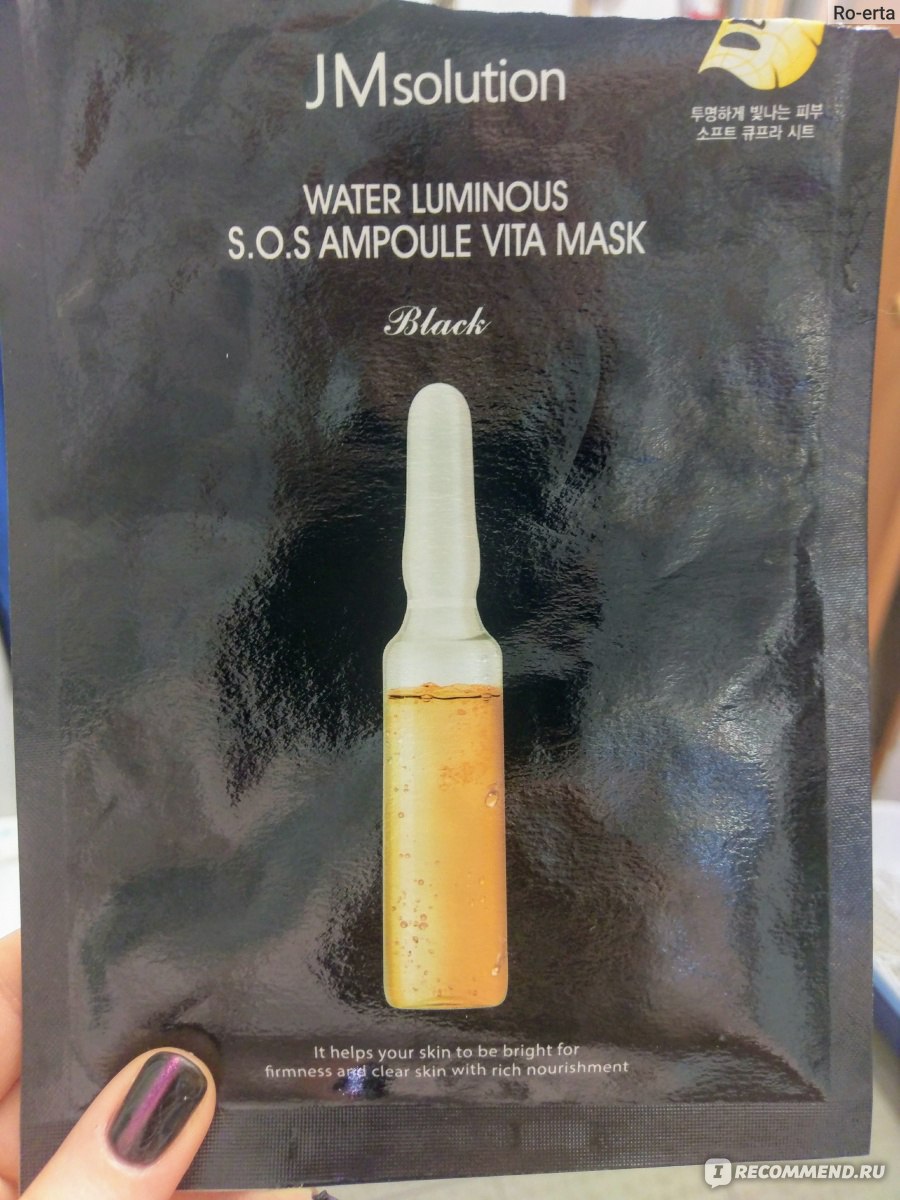 Ro-erta
JMsolution
투명하게 빛나는 피부
소프트 큐프라 시트
WATER LUMINOUS
S.O.S AMPOULE VITA MASK
Black
It helps your skin to be bright for
firmness and clear skin with rich nourishment
IRECOMMEND.RU